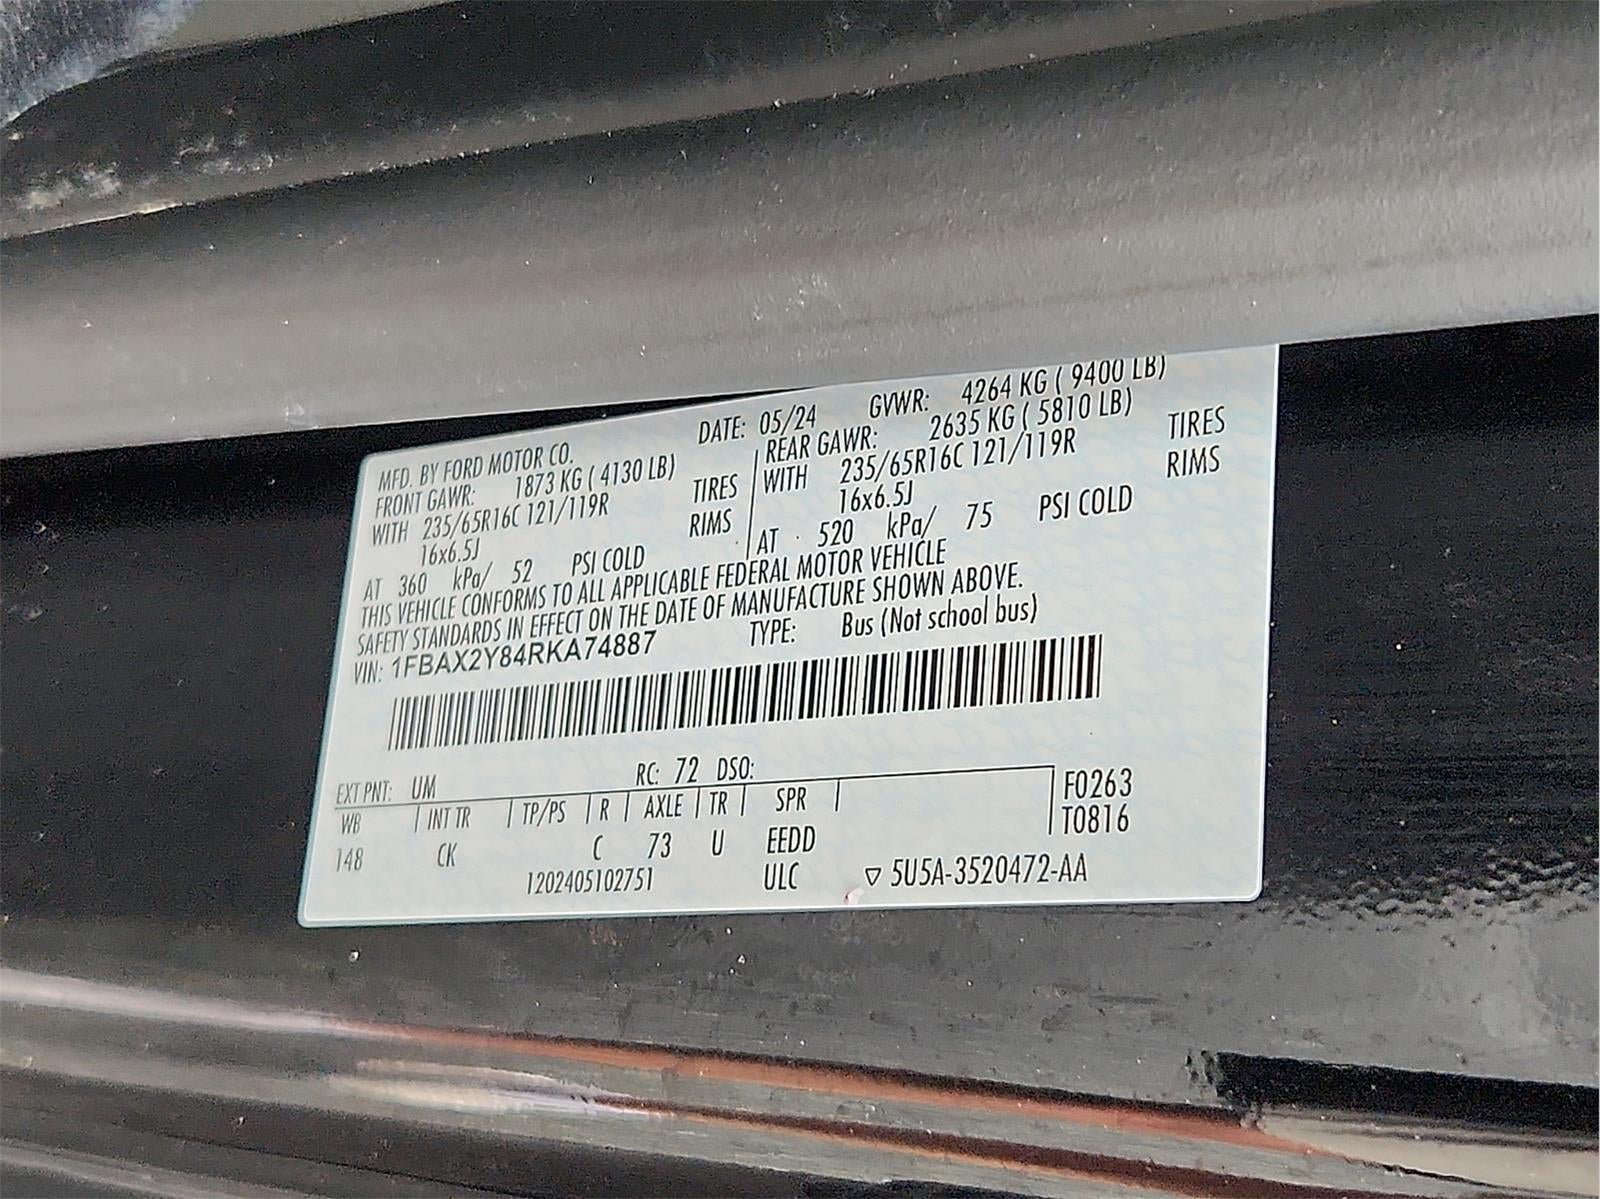 MFD. BY FORD MOTOR CO. DATE: 05/24 GVWR: 4264 KG ( 9400 LB)
FRONT GAWR: 1873 KG ( 4130 LB) REAR GAWR: 2635 KG ( 5810 LB)
WITH 235/65R16C 121/119R TIRES WITH 235/65R16C 121/119R TIRES
16x6.5J RIMS 16x6.5J RIMS
AT 360 kPa/ 52 PSI COLD AT 520 kPa/ 75 PSI COLD
THIS VEHICLE CONFORMS TO ALL APPLICABLE FEDERAL MOTOR VEHICLE
SAFETY STANDARDS IN EFFECT ON THE DATE OF MANUFACTURE SHOWN ABOVE.
VIN: 1FBAX2Y84RKA74887 TYPE: Bus (Not school bus)
EXT PNT: UM RC: 72 DSO:
WB INT TR TP/PS R AXLE TR SPR F0263
148 CK C 73 U EEDD T0816
1202405102751 ULC ▽ 5U5A-3520472-AA